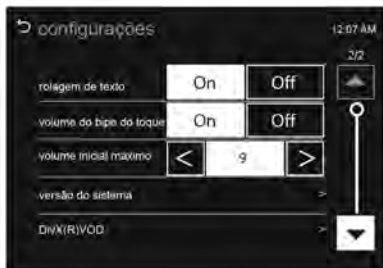 configurações
12:07 AM
2/2
rolagem de texto On Off
volume do bipe do toque On Off
volume inicial máximo < 9 >
versão do sistema >
DivX(R)VOD >